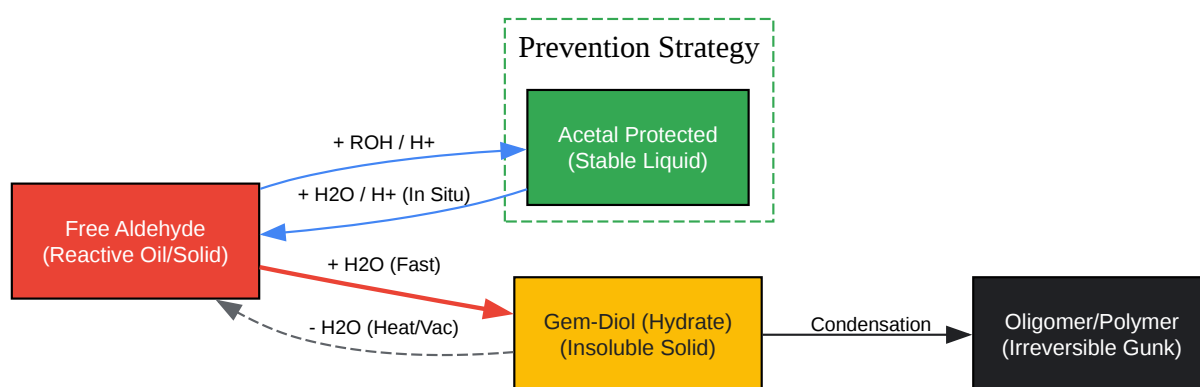 Prevention Strategy
Acetal Protected
(Stable Liquid)
+ ROH / H+
+ H2O / H+ (In Situ)
Free Aldehyde
(Reactive Oil/Solid)
+ H2O (Fast)
- H2O (Heat/Vac)
Gem-Diol (Hydrate)
(Insoluble Solid)
Condensation
Oligomer/Polymer
(Irreversible Gunk)